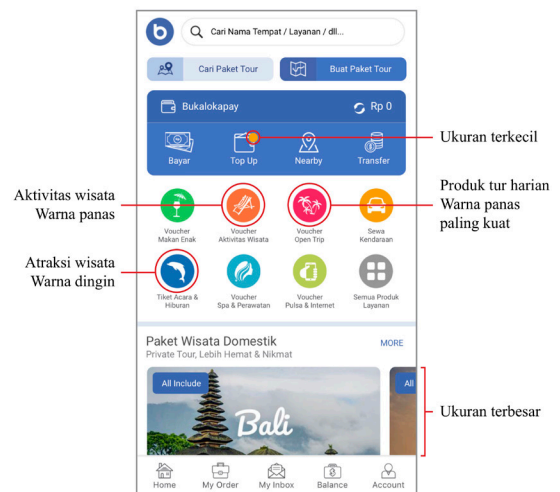 b
Cari Nama Tempat / Layanan / dll...
Cari Paket Tour
Buat Paket Tour
Bukalokapay
Rp 0
Bayar
Top Up
Nearby
Transfer
Ukuran terkecil
Aktivitas wisata
Warna panas
Produk tur harian
Warna panas
paling kuat
Voucher
Makan Enak
Voucher
Aktivitas Wisata
Voucher
Open Trip
Sewa
Kendaraan
Atraksi wisata
Warna dingin
Tiket Acara &
Hiburan
Voucher
Spa & Perawatan
Voucher
Pulsa & Internet
Semua Produk
Layanan
Paket Wisata Domestik
MORE
Private Tour, Lebih Hemat & Nikmat
All Include
All
Bali
Ukuran terbesar
Home
My Order
My Inbox
Balance
Account